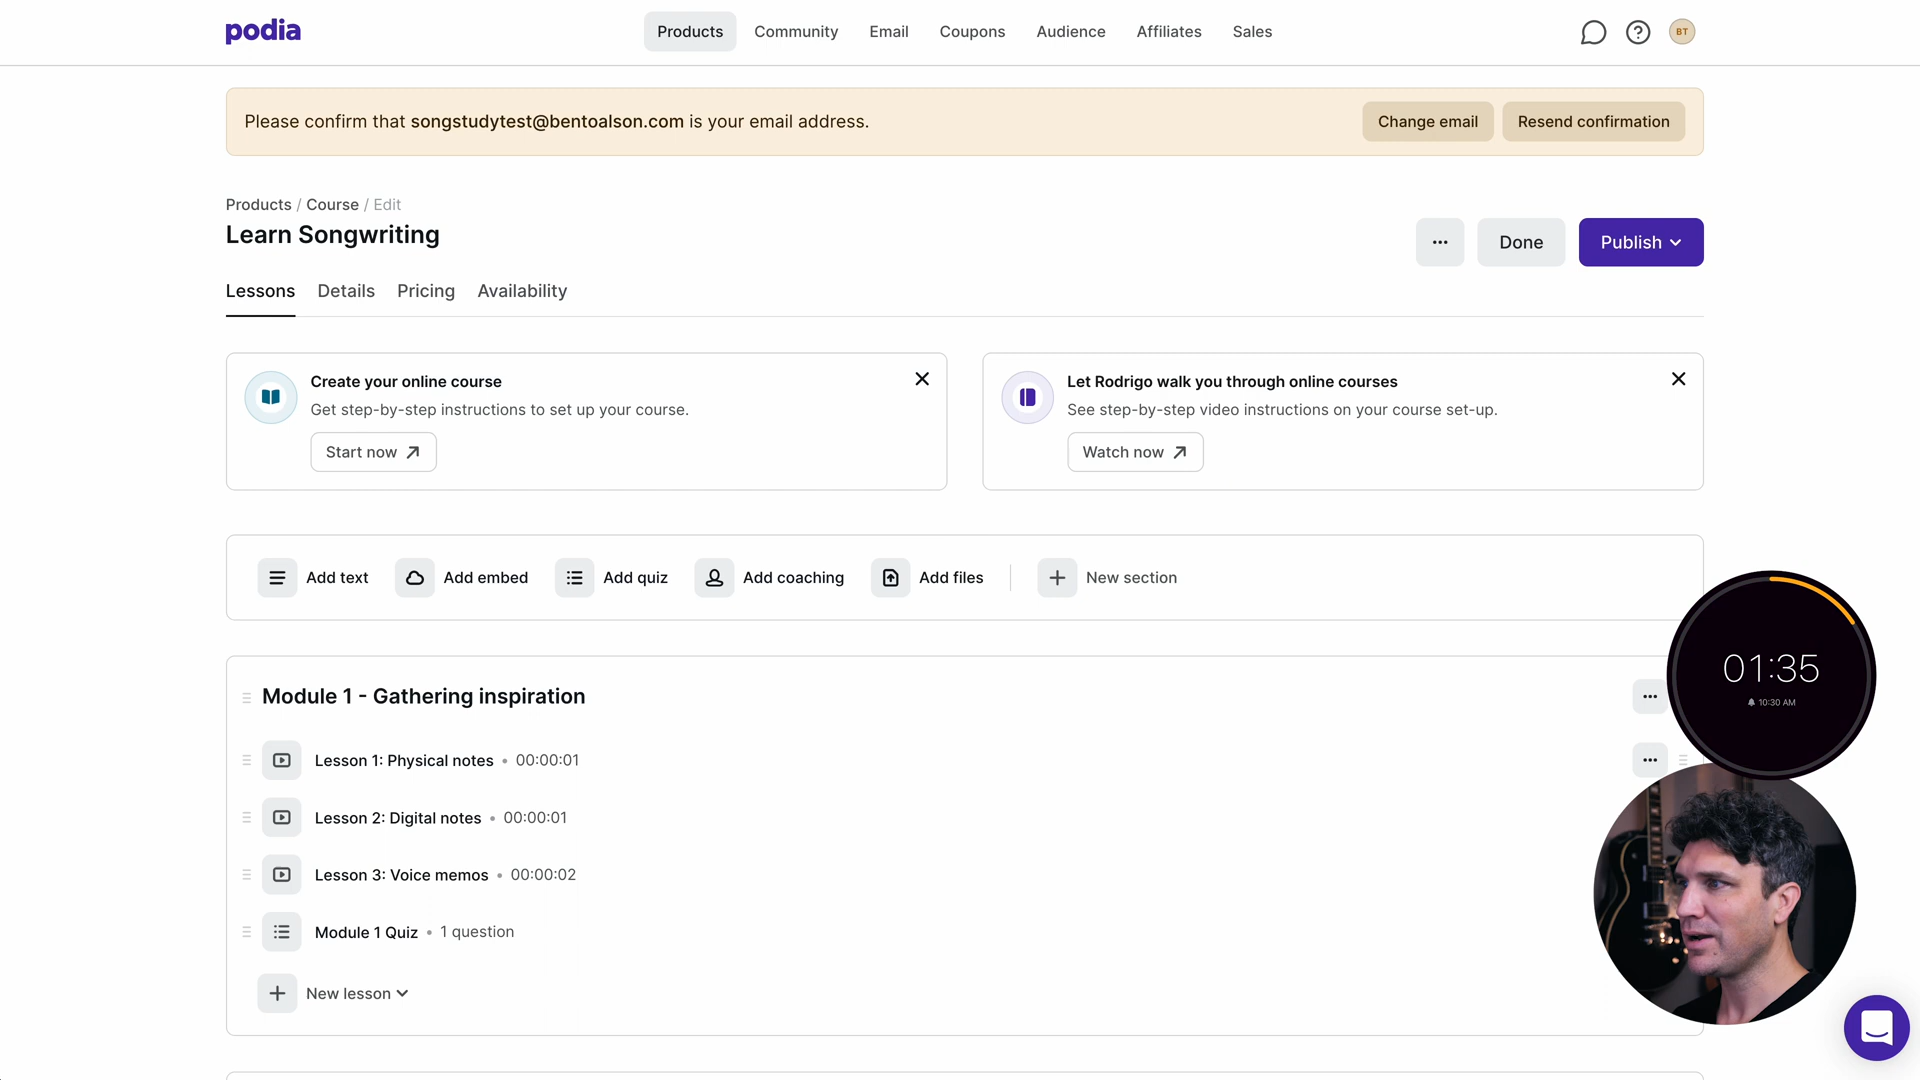 podia
Products
Community
Email
Coupons
Audience
Affiliates
Sales
BT
Please confirm that songstudytest@bentoalson.com is your email address.
Change email
Resend confirmation
Products / Course / Edit
Learn Songwriting
Done
Publish
Lessons
Details
Pricing
Availability
Create your online course
Get step-by-step instructions to set up your course.
Start now
Let Rodrigo walk you through online courses
See step-by-step video instructions on your course set-up.
Watch now
Add text
Add embed
Add quiz
Add coaching
Add files
New section
01:35
10:30 AM
Module 1 - Gathering inspiration
Lesson 1: Physical notes • 00:00:01
Lesson 2: Digital notes • 00:00:01
Lesson 3: Voice memos • 00:00:02
Module 1 Quiz • 1 question
New lesson